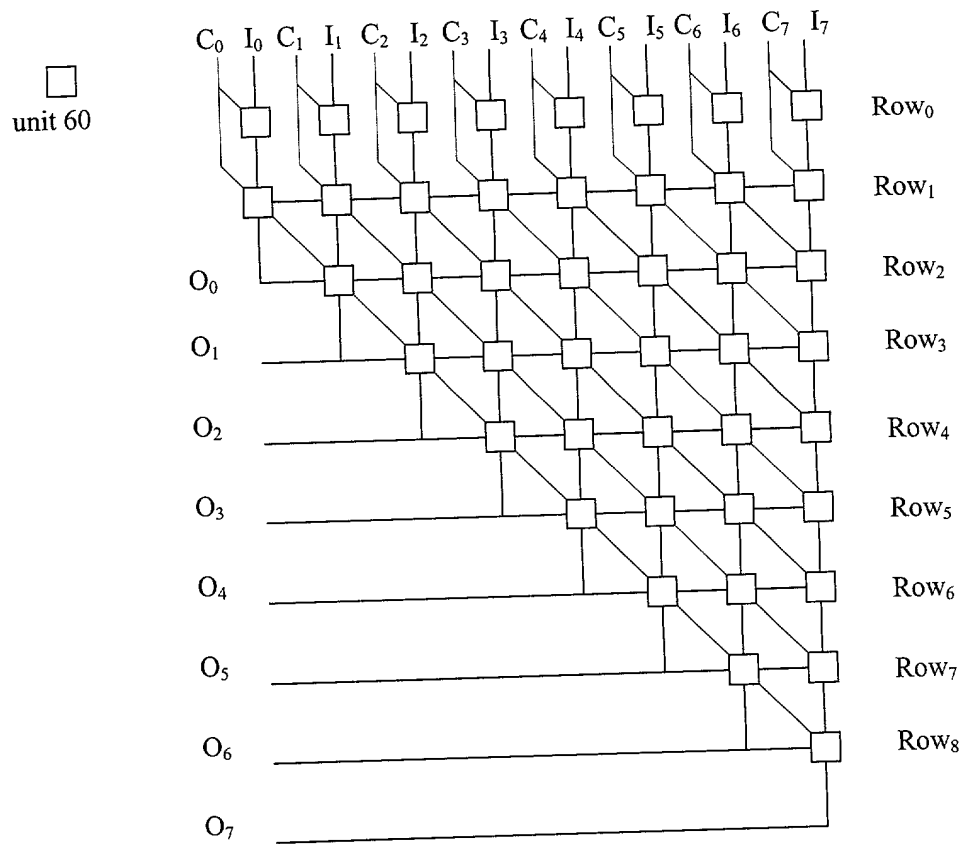 C₀ I₀ C₁ I₁ C₂ I₂ C₃ I₃ C₄ I₄ C₅ I₅ C₆ I₆ C₇ I₇
unit 60
Row₀
Row₁
O₀ Row₂
O₁ Row₃
O₂ Row₄
O₃ Row₅
O₄ Row₆
O₅ Row₇
O₆ Row₈
O₇